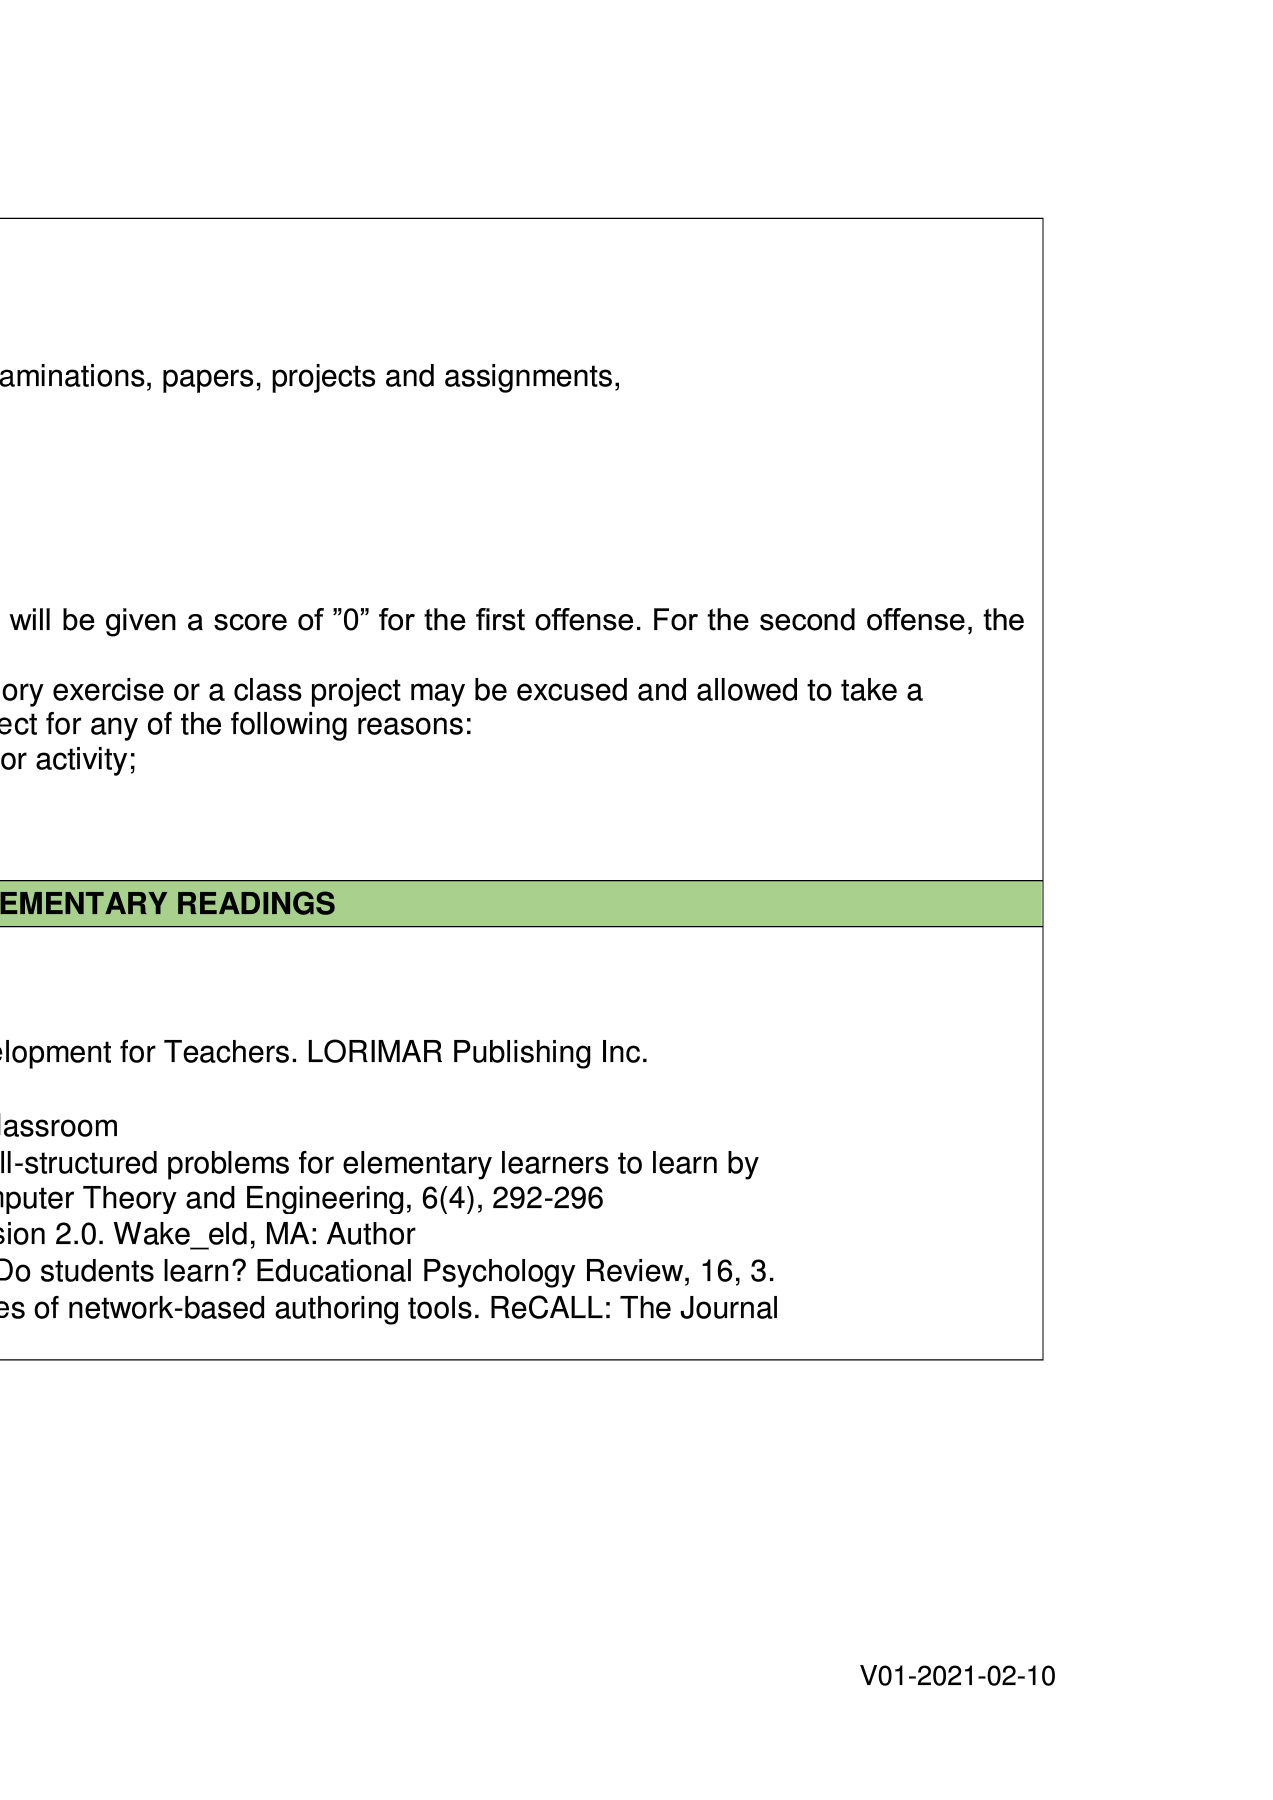 aminations, papers, projects and assignments,
will be given a score of ”0” for the first offense. For the second offense, the
ory exercise or a class project may be excused and allowed to take a
ect for any of the following reasons:
or activity;
EMENTARY READINGS
elopment for Teachers. LORIMAR Publishing Inc.
lassroom
ll-structured problems for elementary learners to learn by
mputer Theory and Engineering, 6(4), 292-296
sion 2.0. Wake_eld, MA: Author
Do students learn? Educational Psychology Review, 16, 3.
es of network-based authoring tools. ReCALL: The Journal
V01-2021-02-10